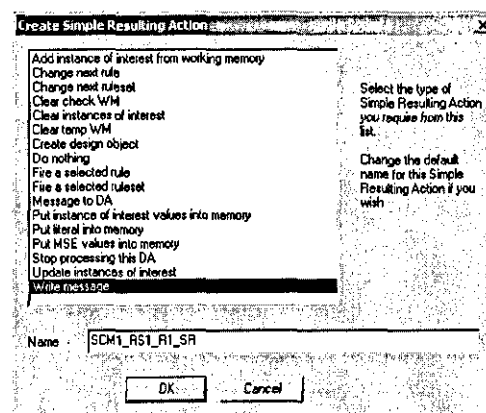 Create Simple Resulting Action
Add instance of interest from working memory
Change next rule
Change next ruleset
Clear check WM
Clear instances of interest
Clear temp WM
Create design object
Do nothing
Fire a selected rule
Fire a selected ruleset
Message to DA
Put instance of interest values into memory
Put literal into memory
Put MSE values into memory
Stop processing this DA
Update instances of interest
Write message
Select the type of
Simple Resulting Action
you require from this
list.
Change the default
name for this Simple
Resulting Action if you
wish
Name
SCM1_RS1_R1_SR
OK
Cancel